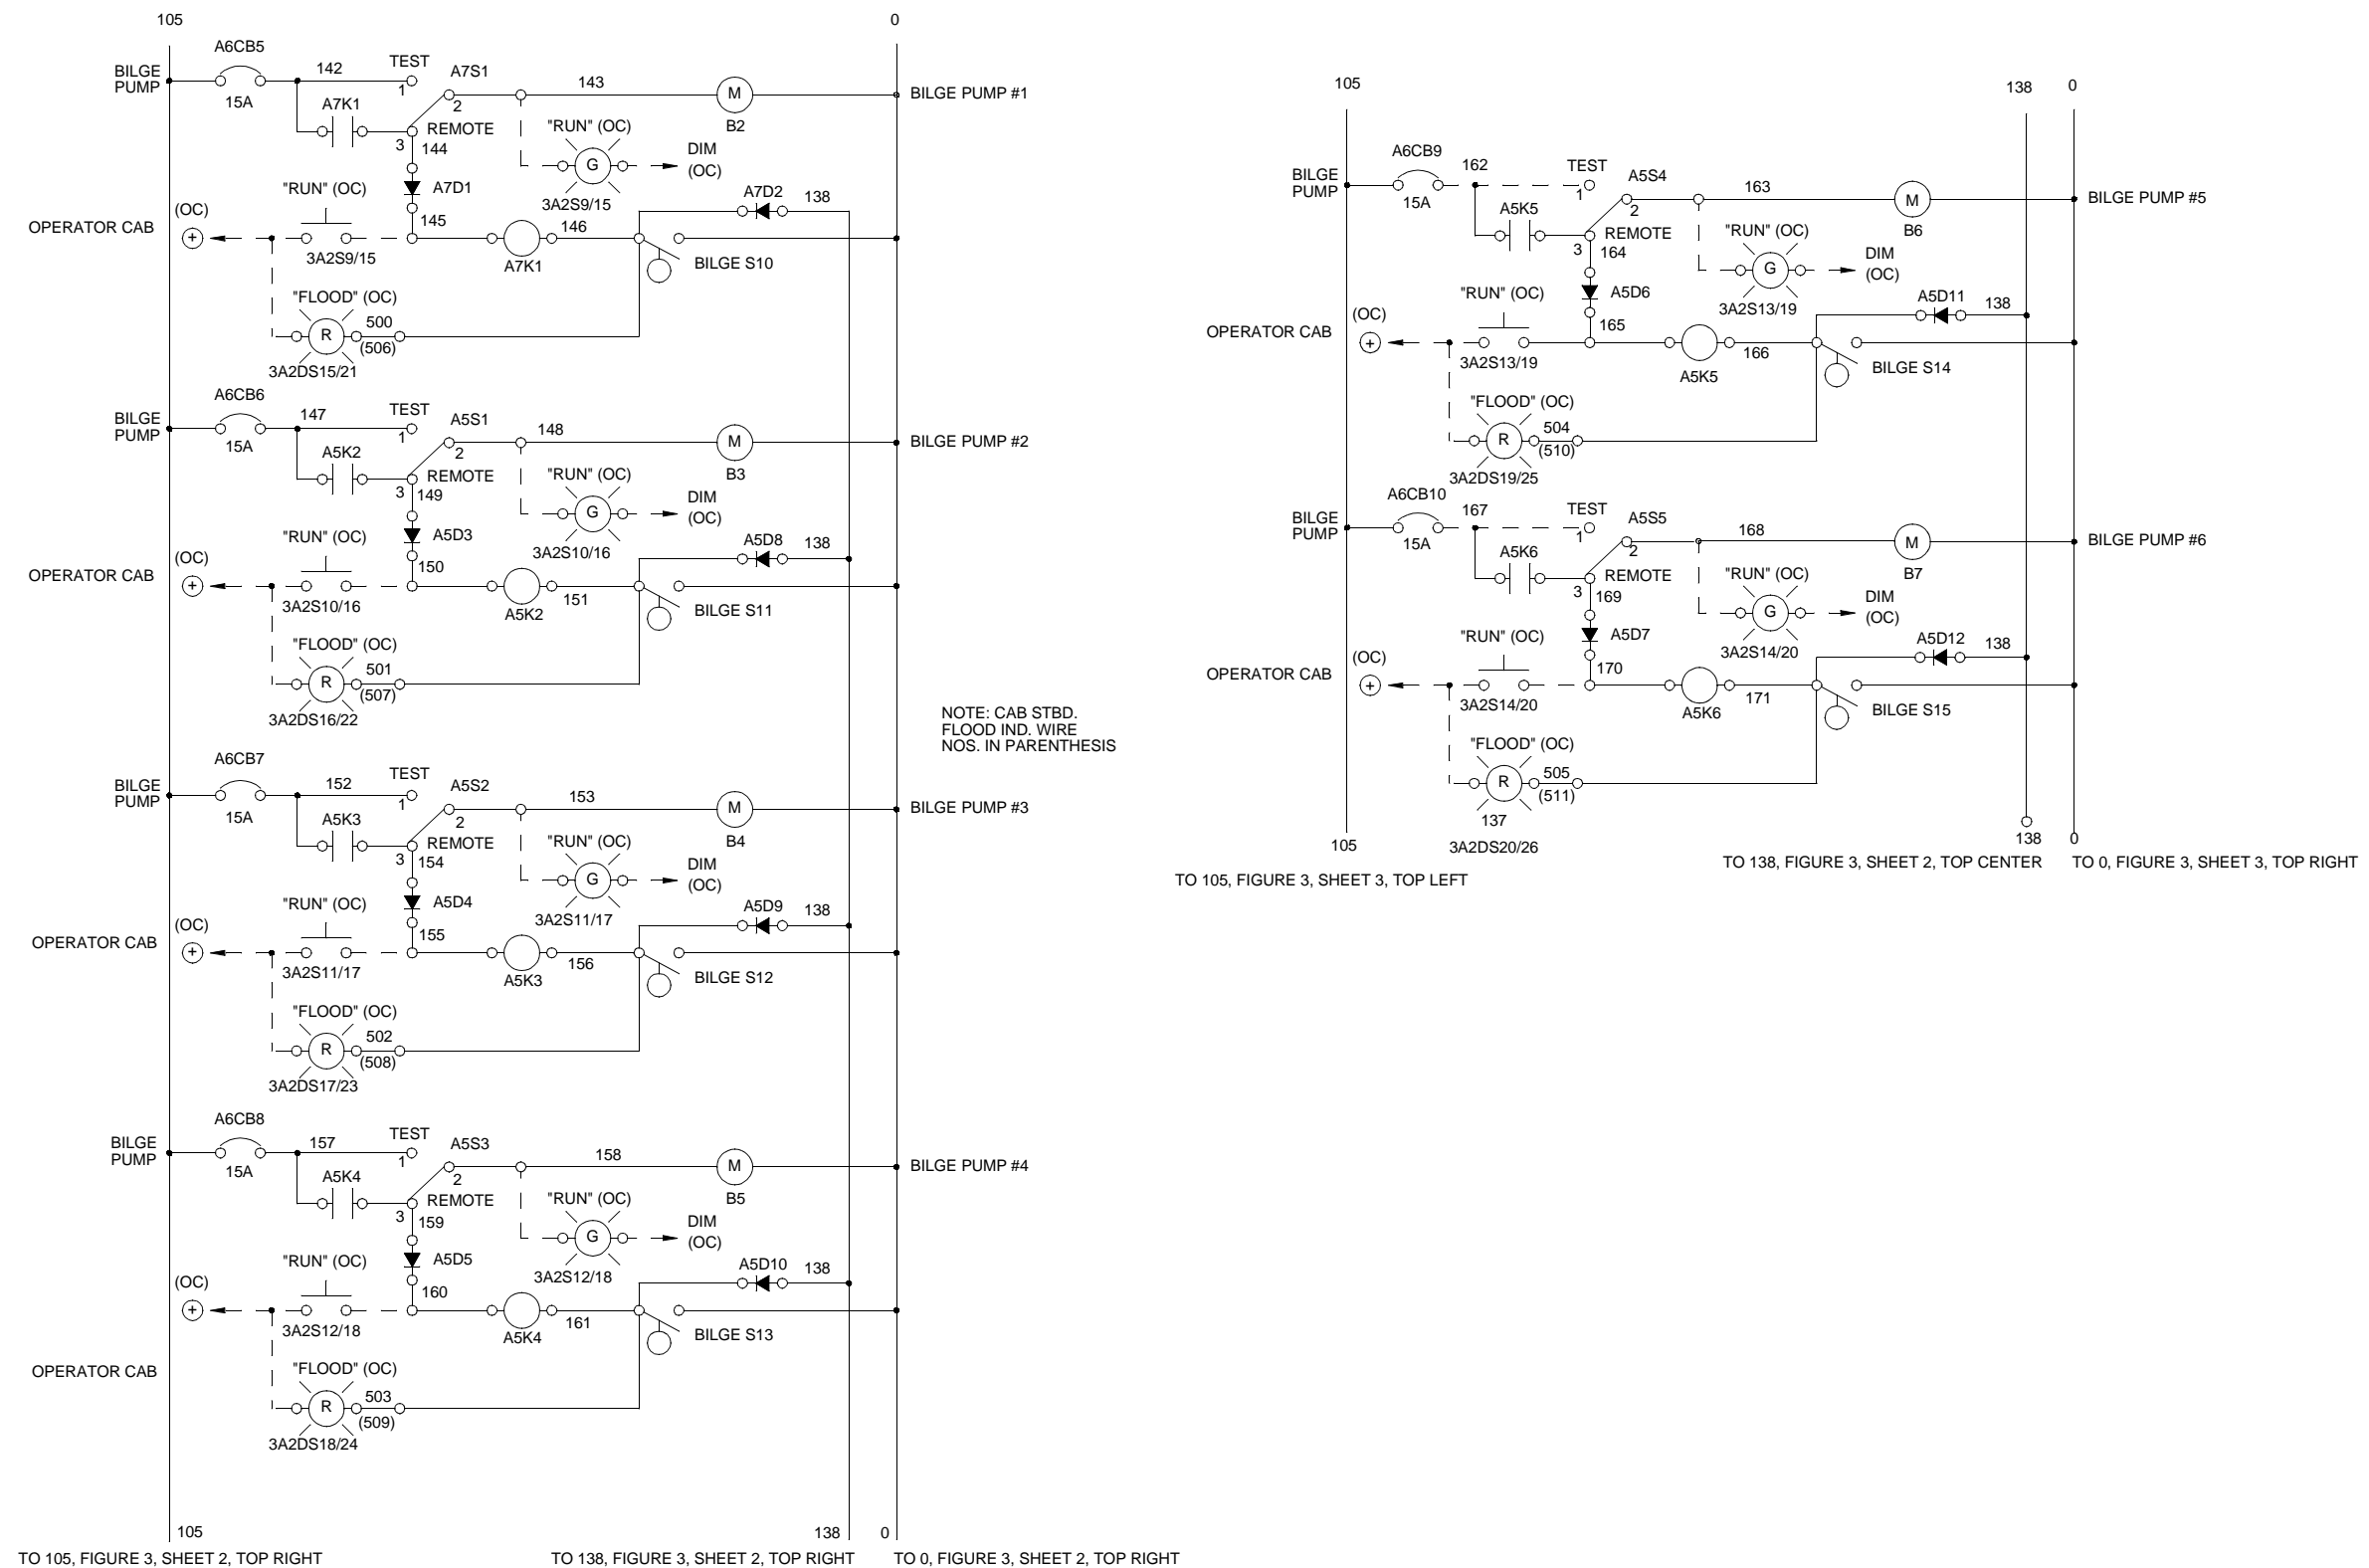 105
0
A6CB5
BILGE
PUMP
15A
142
TEST
1
A7S1
2
143
M
B2
BILGE PUMP #1
A7K1
REMOTE
3
144
"RUN" (OC)
G
DIM
(OC)
3A2S9/15
A7D1
A7D2
138
"RUN" (OC)
(OC)
OPERATOR CAB
+
3A2S9/15
145
A7K1
146
BILGE S10
"FLOOD" (OC)
R
500
(506)
3A2DS15/21
A6CB6
BILGE
PUMP
15A
147
TEST
1
A5S1
2
148
M
B3
BILGE PUMP #2
A5K2
REMOTE
3
149
"RUN" (OC)
G
DIM
(OC)
3A2S10/16
A5D3
A5D8
138
"RUN" (OC)
(OC)
OPERATOR CAB
+
3A2S10/16
150
A5K2
151
BILGE S11
"FLOOD" (OC)
R
501
(507)
3A2DS16/22
NOTE: CAB STBD.
FLOOD IND. WIRE
NOS. IN PARENTHESIS
A6CB7
BILGE
PUMP
15A
152
TEST
1
A5S2
2
153
M
B4
BILGE PUMP #3
A5K3
REMOTE
3
154
"RUN" (OC)
G
DIM
(OC)
3A2S11/17
A5D4
A5D9
138
"RUN" (OC)
(OC)
OPERATOR CAB
+
3A2S11/17
155
A5K3
156
BILGE S12
"FLOOD" (OC)
R
502
(508)
3A2DS17/23
A6CB8
BILGE
PUMP
15A
157
TEST
1
A5S3
2
158
M
B5
BILGE PUMP #4
A5K4
REMOTE
3
159
"RUN" (OC)
G
DIM
(OC)
3A2S12/18
A5D5
A5D10
138
"RUN" (OC)
(OC)
+
3A2S12/18
160
A5K4
161
BILGE S13
OPERATOR CAB
"FLOOD" (OC)
R
503
(509)
3A2DS18/24
105
138
0
TO 105, FIGURE 3, SHEET 2, TOP RIGHT
TO 138, FIGURE 3, SHEET 2, TOP RIGHT
TO 0, FIGURE 3, SHEET 2, TOP RIGHT
105
138
0
A6CB9
BILGE
PUMP
15A
162
TEST
1
A5S4
2
163
M
B6
BILGE PUMP #5
A5K5
REMOTE
3
164
"RUN" (OC)
G
DIM
(OC)
3A2S13/19
A5D6
A5D11
138
"RUN" (OC)
(OC)
OPERATOR CAB
+
3A2S13/19
165
A5K5
166
BILGE S14
"FLOOD" (OC)
R
504
(510)
3A2DS19/25
A6CB10
BILGE
PUMP
15A
167
TEST
1
A5S5
2
168
M
B7
BILGE PUMP #6
A5K6
REMOTE
3
169
"RUN" (OC)
G
DIM
(OC)
3A2S14/20
A5D7
A5D12
138
"RUN" (OC)
(OC)
OPERATOR CAB
+
3A2S14/20
170
A5K6
171
BILGE S15
"FLOOD" (OC)
R
505
(511)
137
3A2DS20/26
105
138
0
TO 105, FIGURE 3, SHEET 3, TOP LEFT
TO 138, FIGURE 3, SHEET 2, TOP CENTER
TO 0, FIGURE 3, SHEET 3, TOP RIGHT